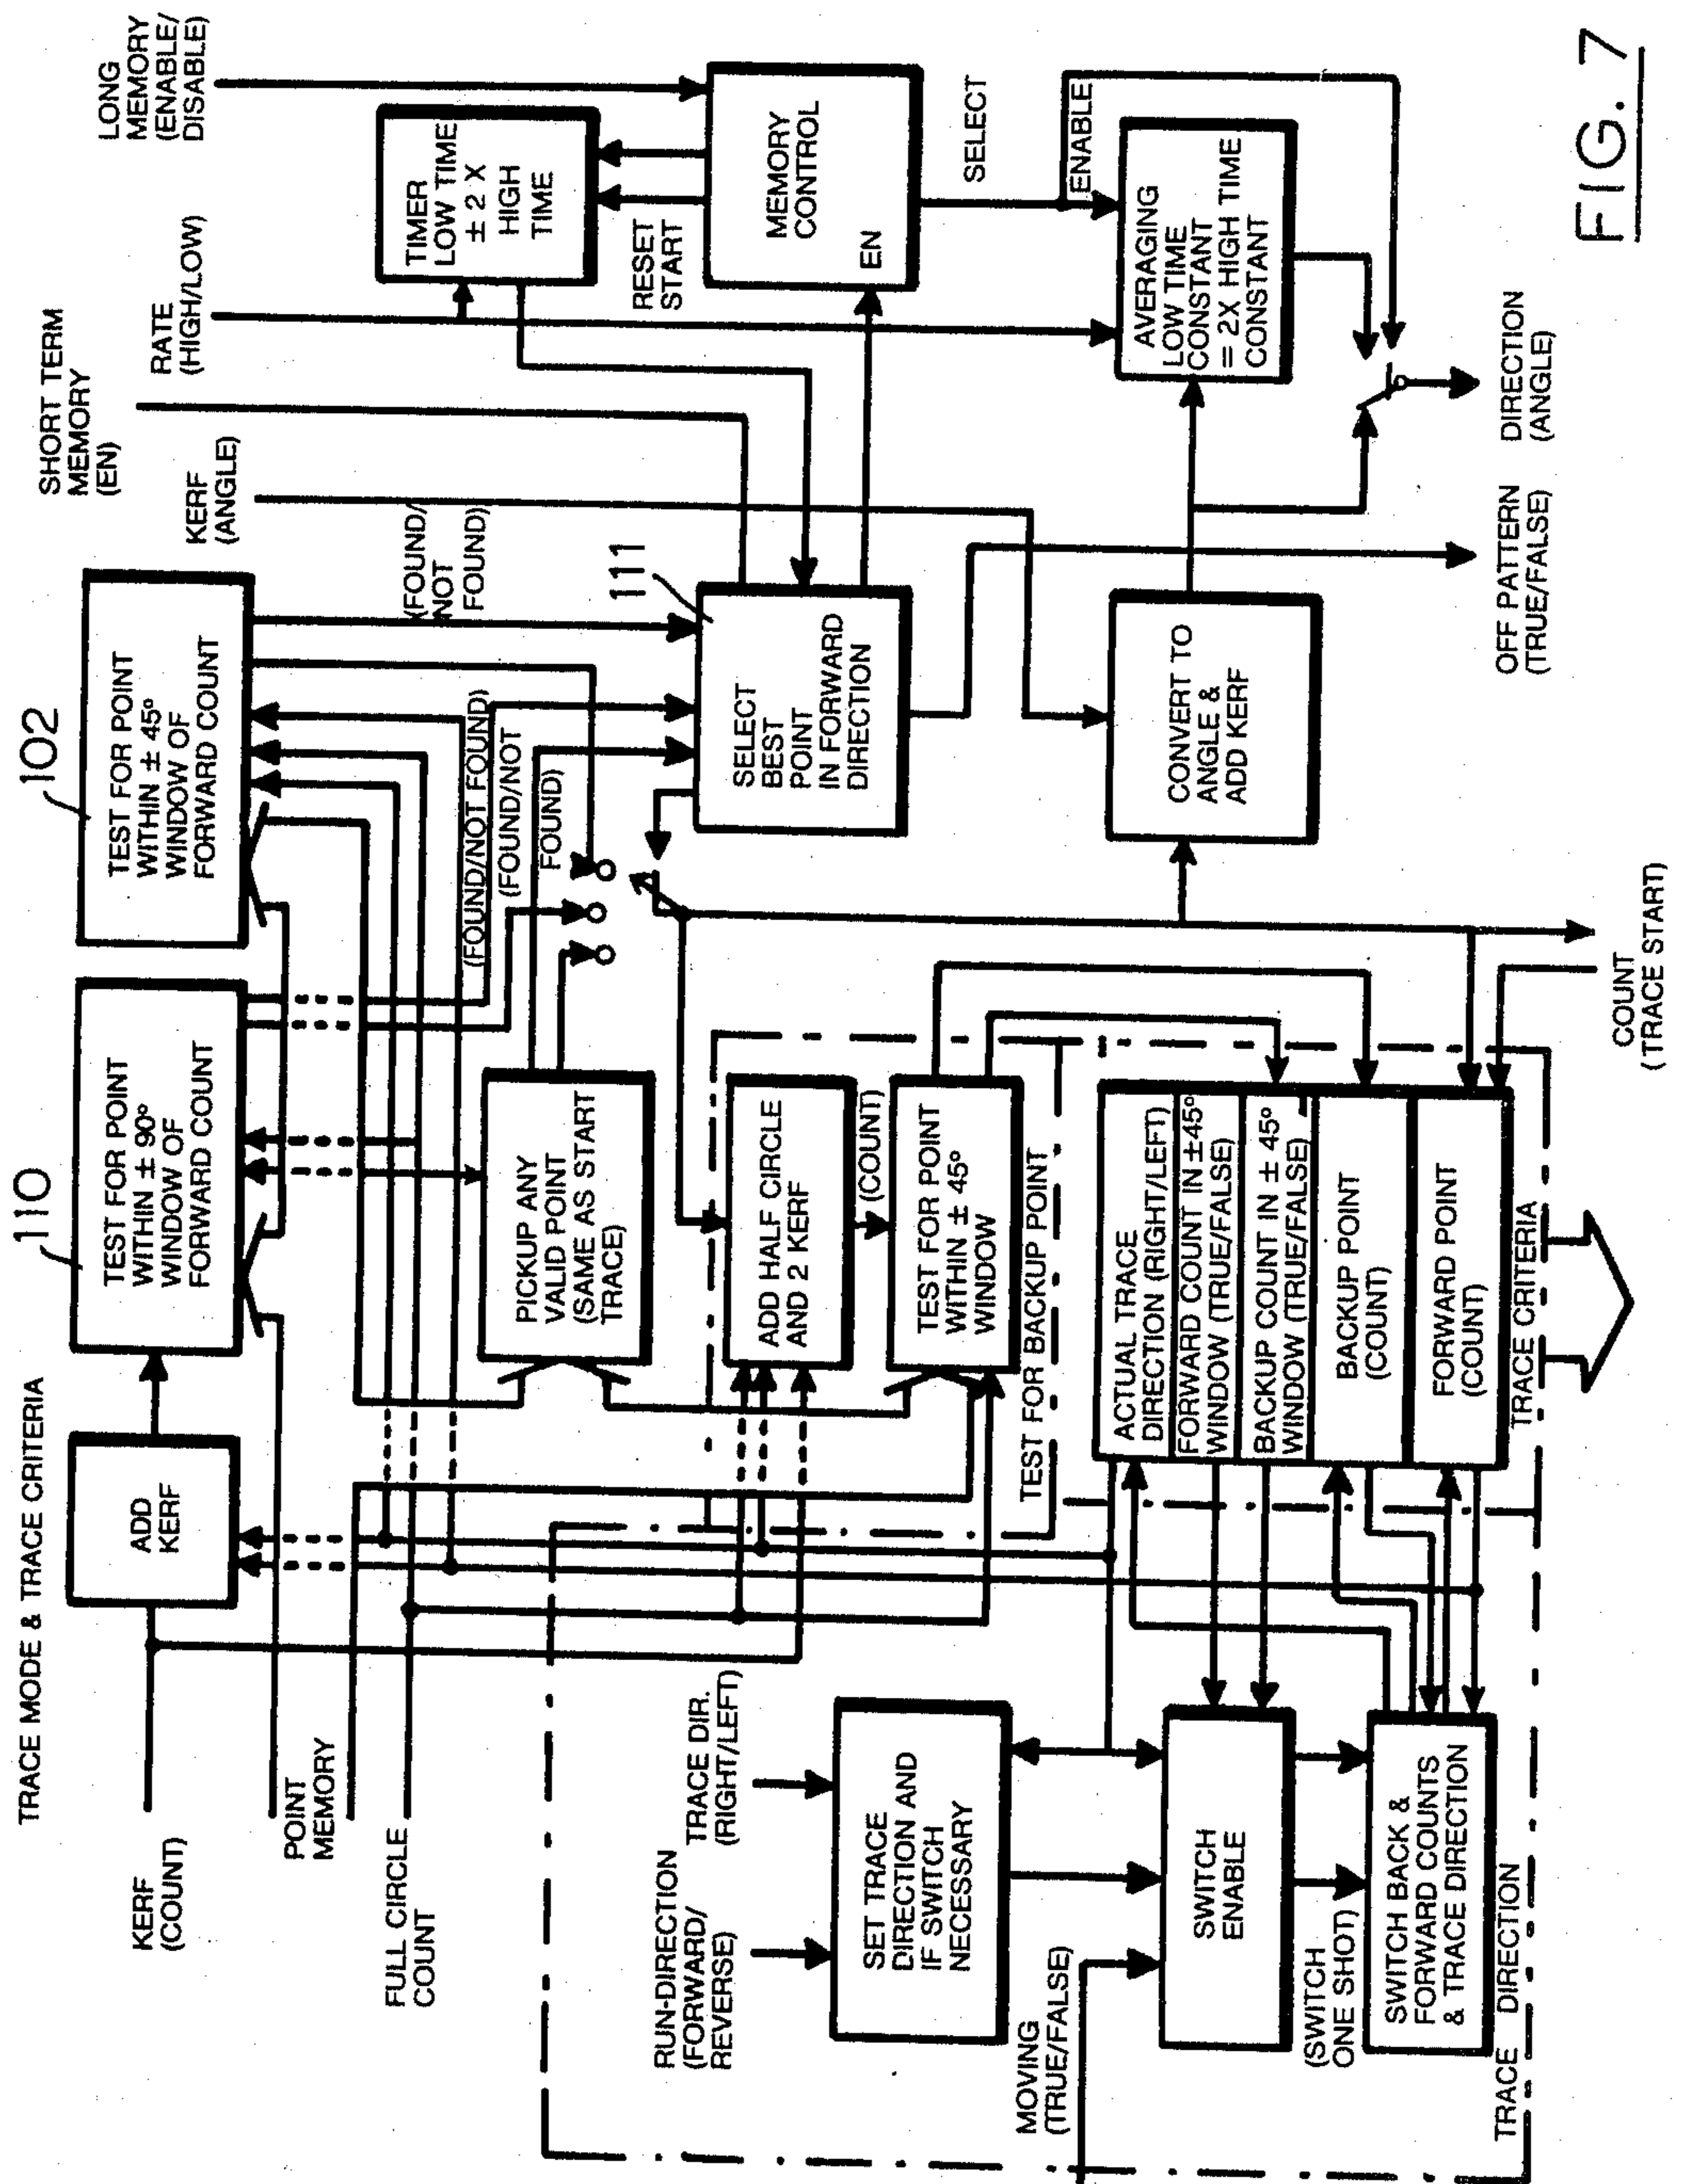 TRACE MODE & TRACE CRITERIA
KERF
(COUNT)
POINT
MEMORY
FULL CIRCLE
COUNT
ADD
KERF
110
TEST FOR POINT
WITHIN ± 90°
WINDOW OF
FORWARD COUNT
102
TEST FOR POINT
WITHIN ± 45°
WINDOW OF
FORWARD COUNT
KERF
(ANGLE)
SHORT TERM
MEMORY
(EN)
RATE
(HIGH/LOW)
LONG
MEMORY
(ENABLE/
DISABLE)
(FOUND/
NOT
FOUND)
(FOUND/NOT FOUND)
(FOUND/NOT
FOUND)
PICKUP ANY
VALID POINT
(SAME AS START
TRACE)
111
SELECT
BEST
POINT
IN FORWARD
DIRECTION
TIMER
LOW TIME
± 2 X
HIGH
TIME
RESET
START
MEMORY
CONTROL
EN
SELECT
ENABLE
AVERAGING
LOW TIME
CONSTANT
= 2X HIGH TIME
CONSTANT
CONVERT TO
ANGLE &
ADD KERF
ADD HALF CIRCLE
AND 2 KERF
(COUNT)
TEST FOR POINT
WITHIN ± 45°
WINDOW
TEST FOR BACKUP POINT
RUN-DIRECTION
(FORWARD/
REVERSE)
TRACE DIR.
(RIGHT/LEFT)
SET TRACE
DIRECTION AND
IF SWITCH
NECESSARY
MOVING
(TRUE/FALSE)
SWITCH
ENABLE
(SWITCH
ONE SHOT)
SWITCH BACK &
FORWARD COUNTS
& TRACE DIRECTION
TRACE DIRECTION
ACTUAL TRACE
DIRECTION (RIGHT/LEFT)
FORWARD COUNT IN ±45°
WINDOW (TRUE/FALSE)
BACKUP COUNT IN ± 45°
WINDOW (TRUE/FALSE)
BACKUP POINT
(COUNT)
FORWARD POINT
(COUNT)
TRACE CRITERIA
COUNT
(TRACE START)
OFF PATTERN
(TRUE/FALSE)
DIRECTION
(ANGLE)
FIG. 7